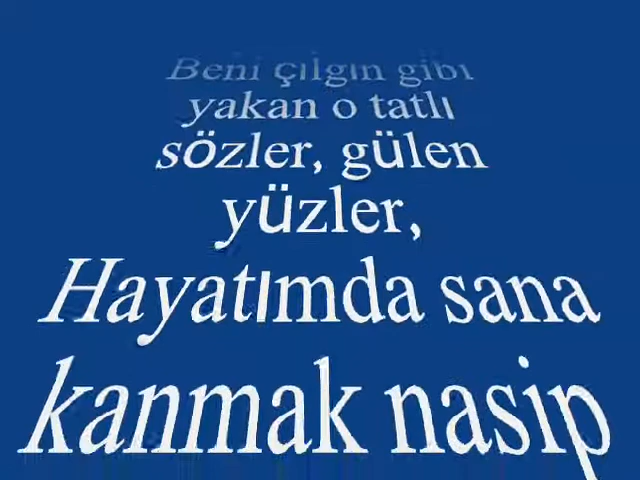 Beni çılgın gibi
yakan o tatlı
sözler, gülen
yüzler,
Hayatımda sana
kanmak nasip